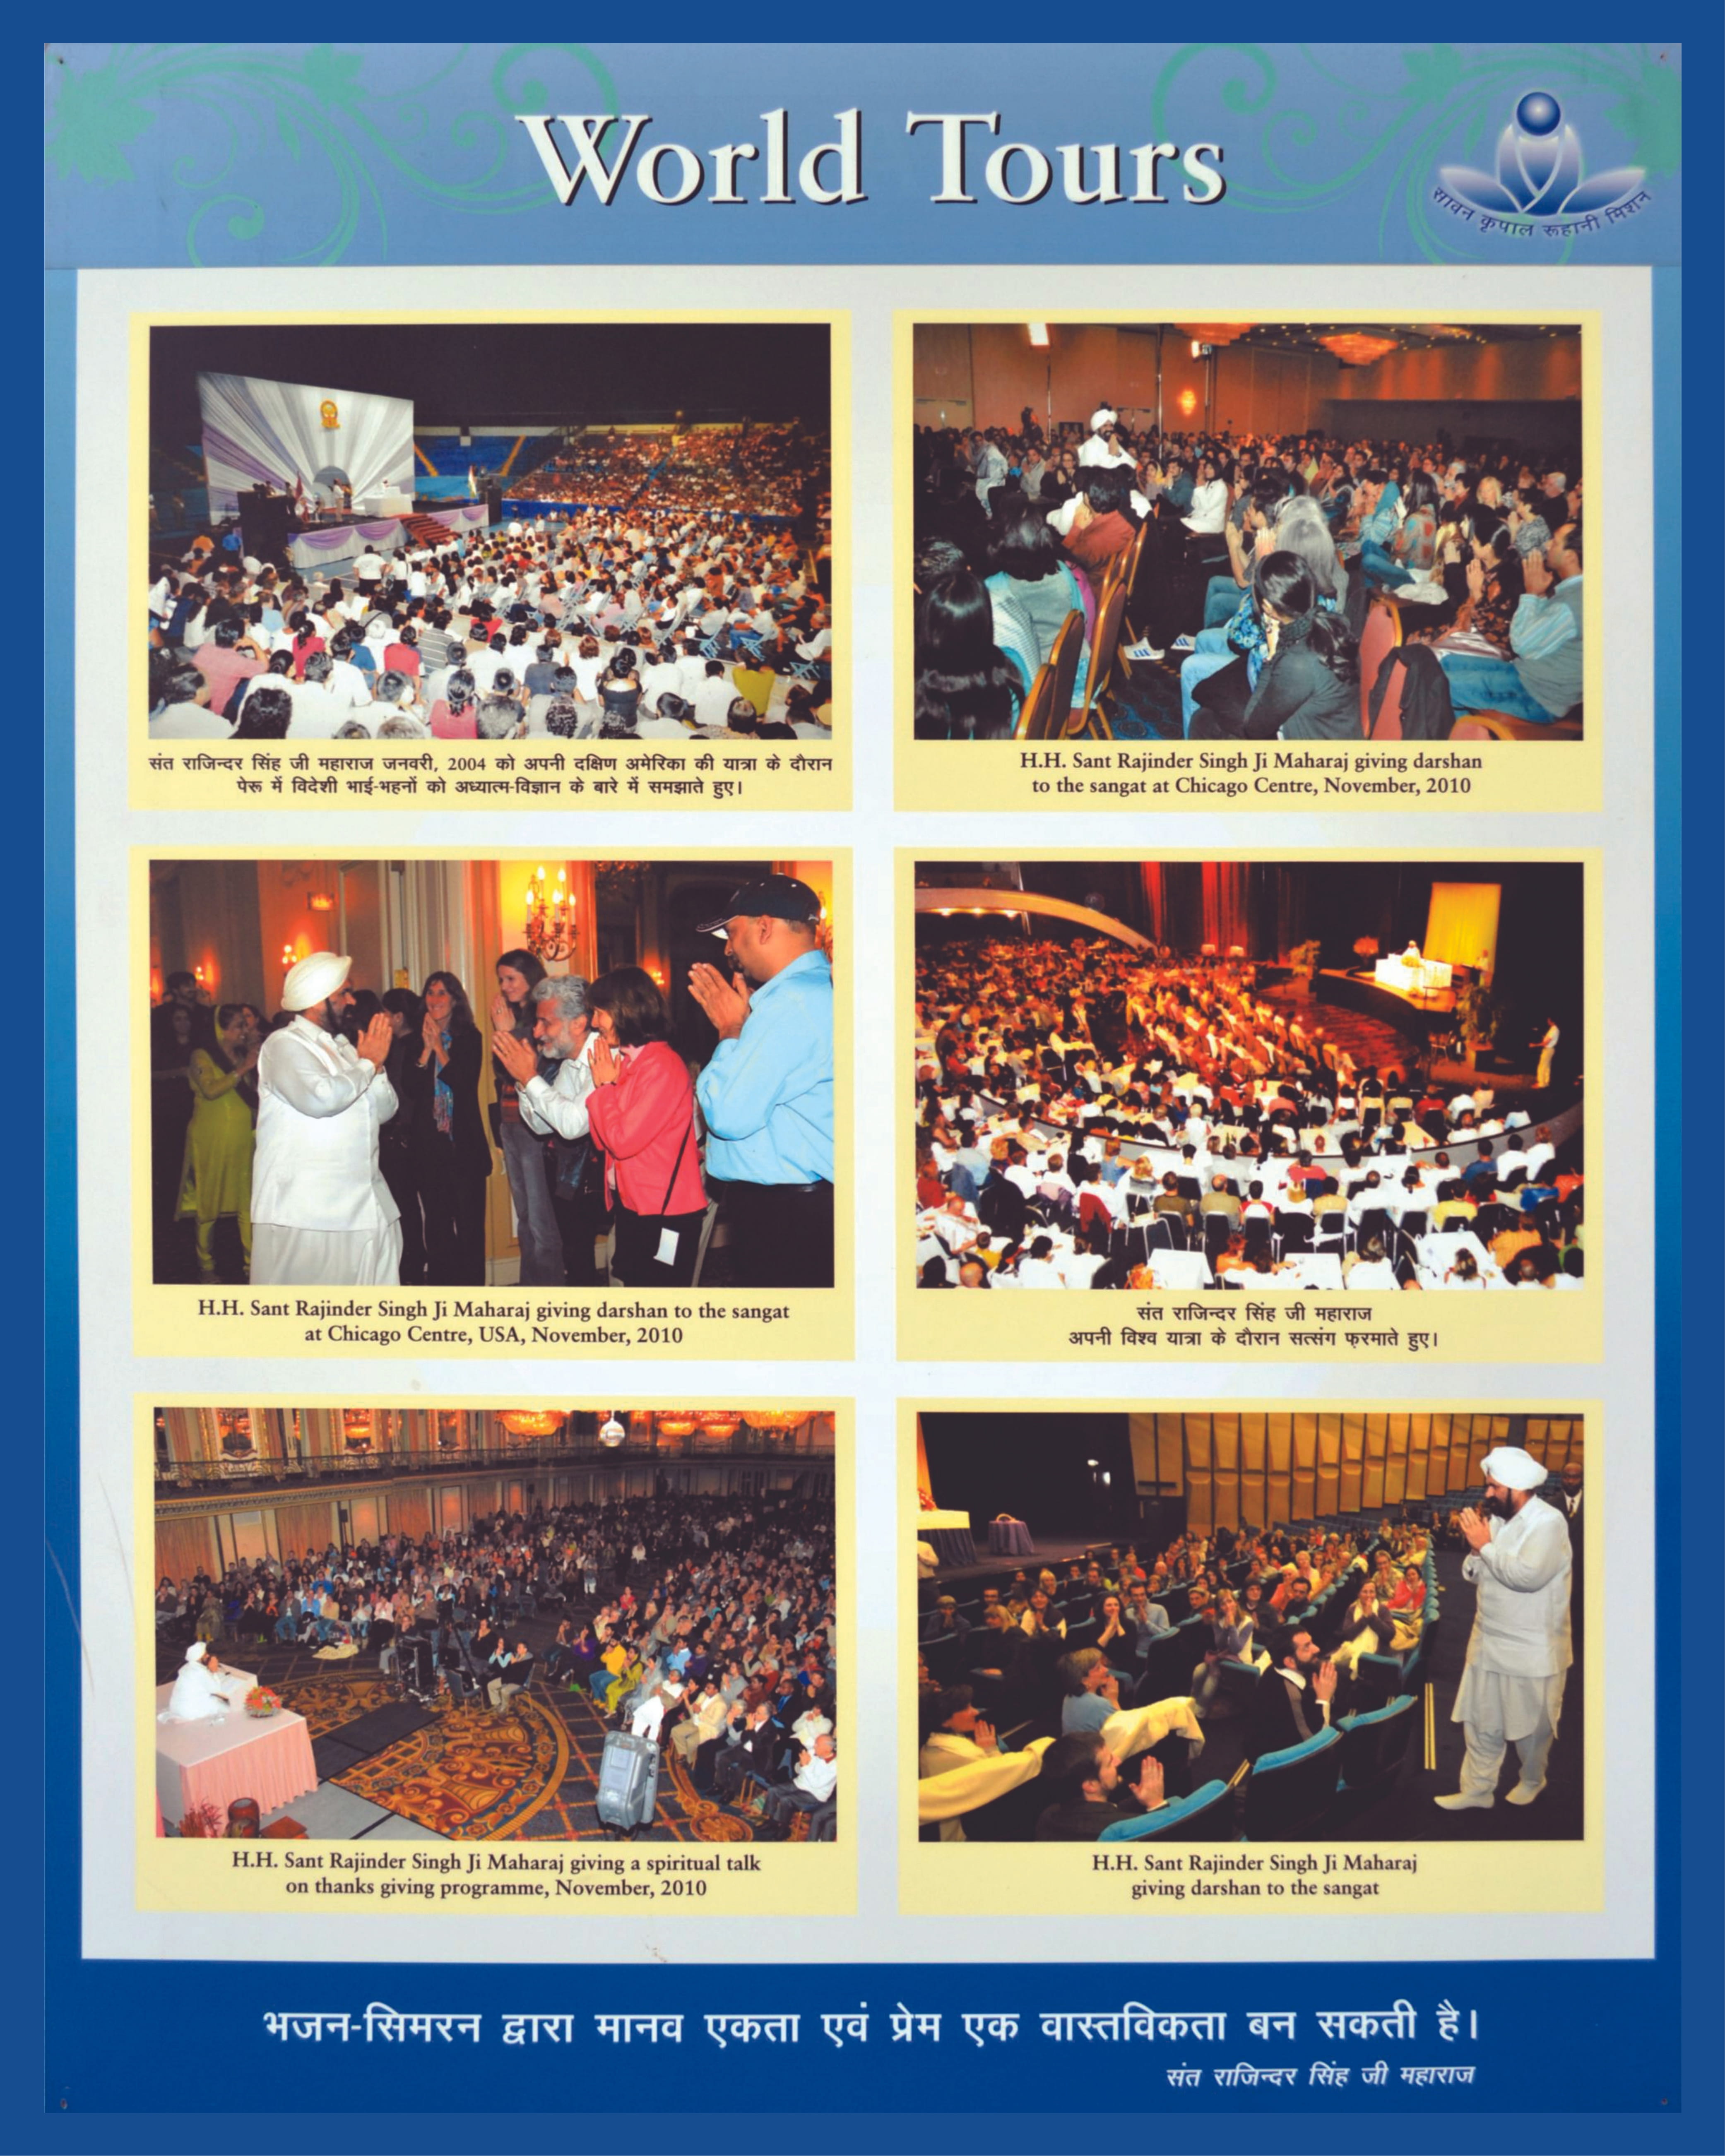 World Tours
सावन कृपाल रूहानी मिशन
संत राजिन्दर सिंह जी महाराज जनवरी, 2004 को अपनी दक्षिण अमेरिका की यात्रा के दौरान
पेरू में विदेशी भाई-भहनों को अध्यात्म-विज्ञान के बारे में समझाते हुए।
H.H. Sant Rajinder Singh Ji Maharaj giving darshan
to the sangat at Chicago Centre, November, 2010
H.H. Sant Rajinder Singh Ji Maharaj giving darshan to the sangat
at Chicago Centre, USA, November, 2010
संत राजिन्दर सिंह जी महाराज
अपनी विश्व यात्रा के दौरान सत्संग फ़रमाते हुए।
H.H. Sant Rajinder Singh Ji Maharaj giving a spiritual talk
on thanks giving programme, November, 2010
H.H. Sant Rajinder Singh Ji Maharaj
giving darshan to the sangat
भजन-सिमरन द्वारा मानव एकता एवं प्रेम एक वास्तविकता बन सकती है।
संत राजिन्दर सिंह जी महाराज